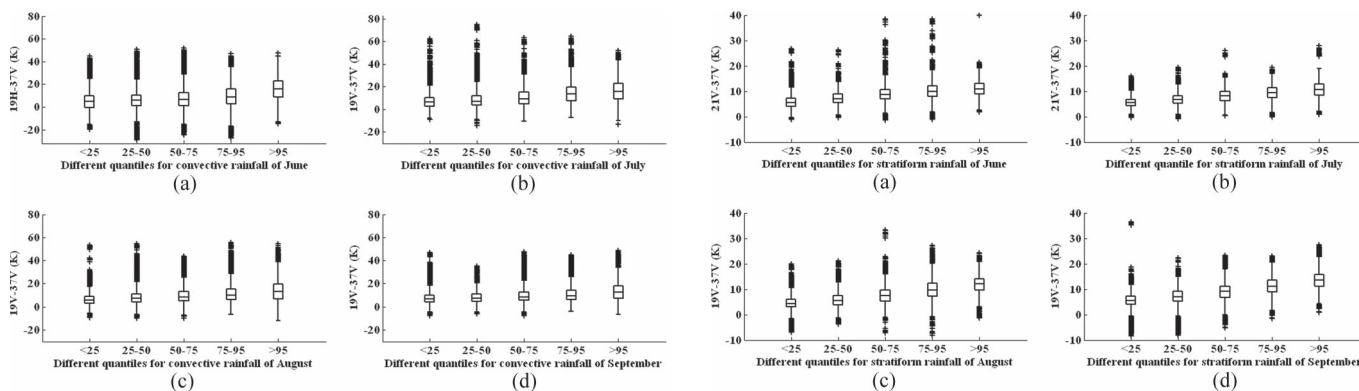 80
60
40
20
0
-20
19H-37V (K)
<25 25-50 50-75 75-95 >95
Different quantiles for convective rainfall of June
(a)
80
60
40
20
0
-20
19V-37V (K)
<25 25-50 50-75 75-95 >95
Different quantiles for convective rainfall of July
(b)
80
60
40
20
0
-20
19V-37V (K)
<25 25-50 50-75 75-95 >95
Different quantiles for convective rainfall of August
(c)
80
60
40
20
0
-20
19V-37V (K)
<25 25-50 50-75 75-95 >95
Different quantiles for convective rainfall of September
(d)
40
30
20
10
0
-10
21V-37V (K)
<25 25-50 50-75 75-95 >95
Different quantiles for stratiform rainfall of June
(a)
40
30
20
10
0
-10
21V-37V (K)
<25 25-50 50-75 75-95 >95
Different quantile for stratiform rainfall of July
(b)
40
30
20
10
0
-10
19V-37V (K)
<25 25-50 50-75 75-95 >95
Different quantiles for stratiform rainfall of August
(c)
40
30
20
10
0
-10
19V-37V (K)
<25 25-50 50-75 75-95 >95
Different quantiles for stratiform rainfall of September
(d)